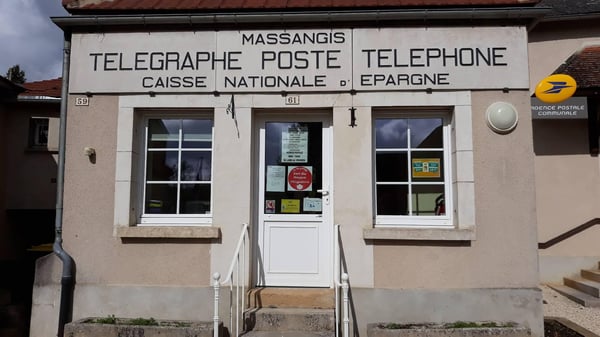 MASSANGIS
TELEGRAPHE POSTE TELEPHONE
CAISSE NATIONALE D'EPARGNE
59
61
AGENCE
POSTALE
COMMUNALE